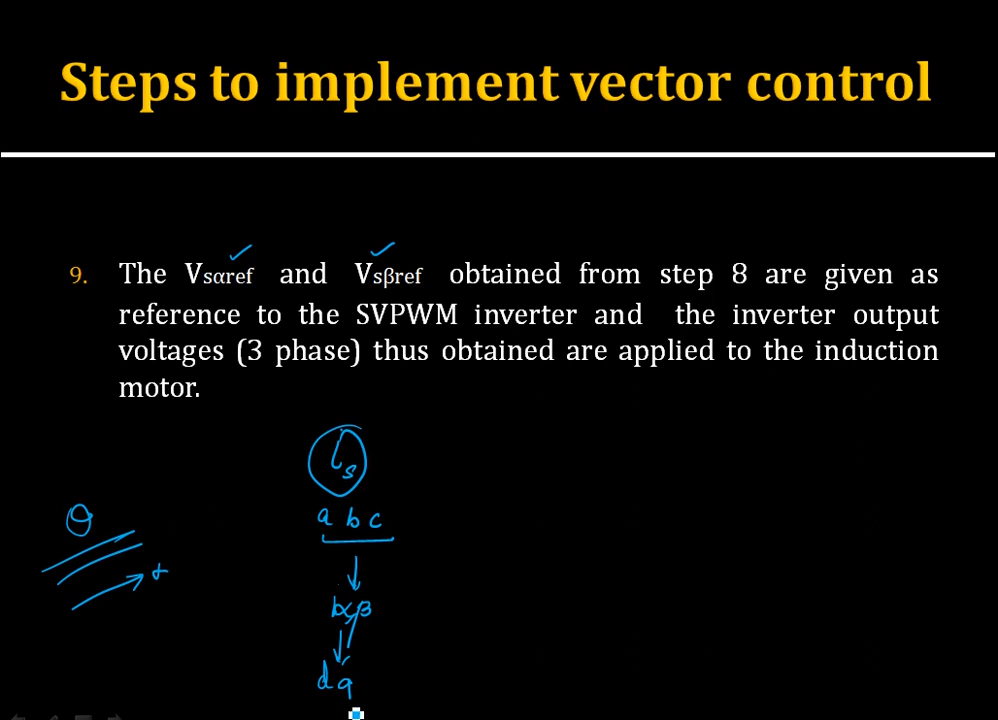 Steps to implement vector control
9. The Vsαref and Vsβref obtained from step 8 are given as
reference to the SVPWM inverter and the inverter output
voltages (3 phase) thus obtained are applied to the induction
motor.
is
a b c
θ
αβ
dq